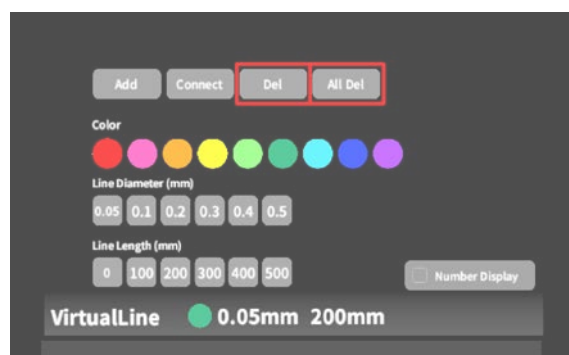 Add Connect Del All Del
Color
Line Diameter (mm)
0.05 0.1 0.2 0.3 0.4 0.5
Line Length (mm)
0 100 200 300 400 500
Number Display
VirtualLine 0.05mm 200mm